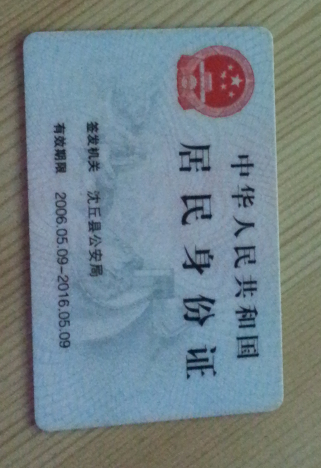 中华人民共和国
居民身份证
签发机关 沈丘县公安局
有效期限 2006.05.09-2016.05.09